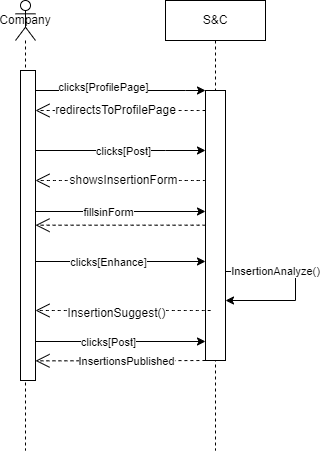 Company
S&C
clicks[ProfilePage]
redirectsToProfilePage
clicks[Post]
showsInsertionForm
fillsinForm
clicks[Enhance]
InsertionAnalyze()
InsertionSuggest()
clicks[Post]
InsertionsPublished